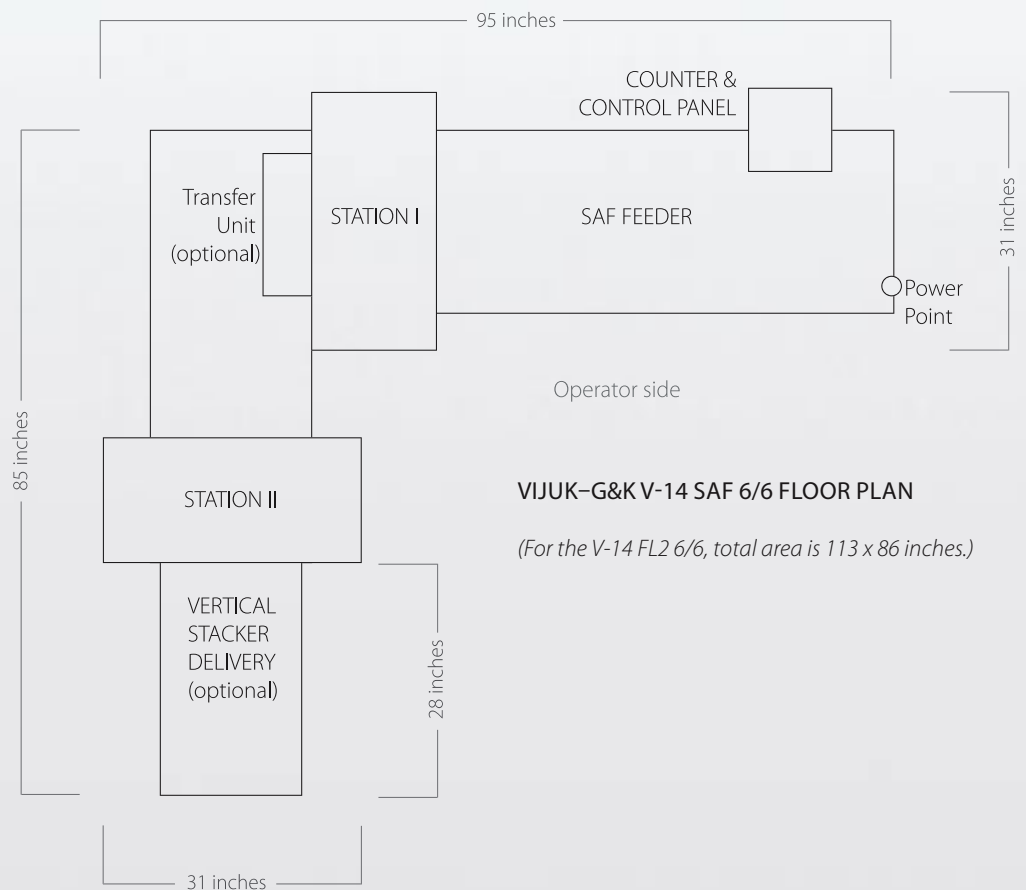 95 inches
COUNTER &
CONTROL PANEL
Transfer
Unit
(optional)
STATION I
SAF FEEDER
31 inches
Power
Point
Operator side
85 inches
STATION II
VIJUK–G&K V-14 SAF 6/6 FLOOR PLAN
(For the V-14 FL2 6/6, total area is 113 x 86 inches.)
VERTICAL
STACKER
DELIVERY
(optional)
28 inches
31 inches